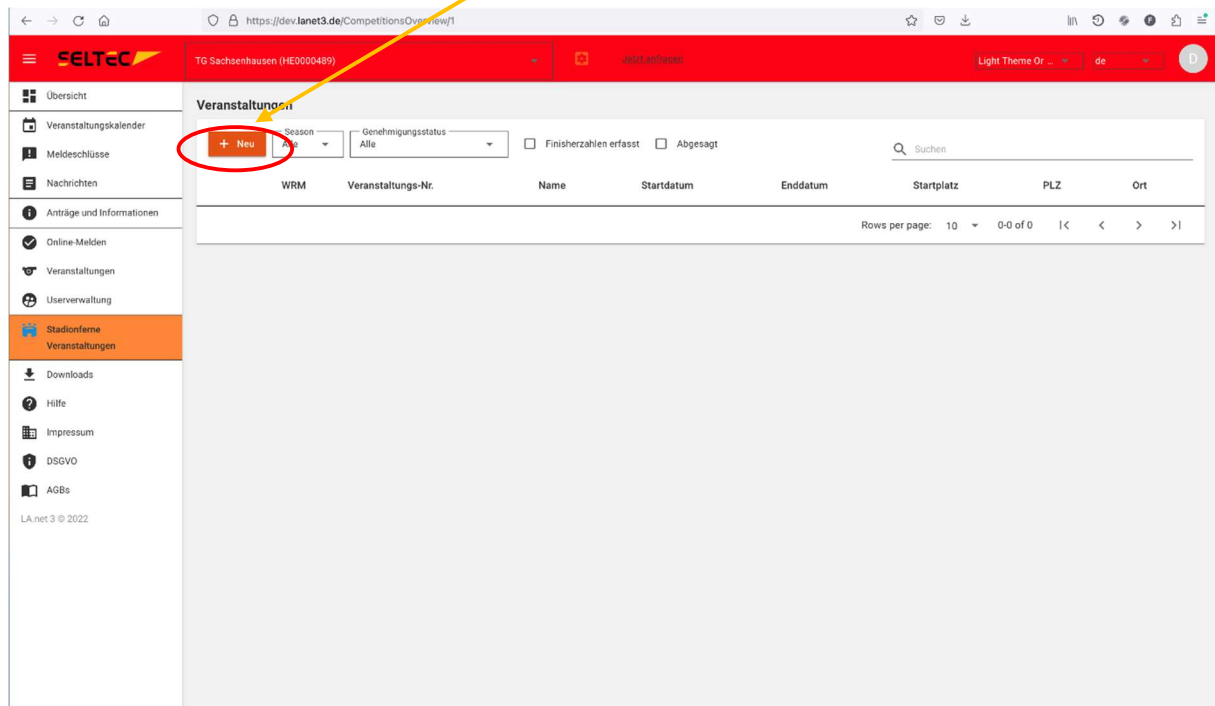 https://dev.lanet3.de/CompetitionsOverview/1
SELTEC
TG Sachsenhausen (HE0000489)
Jetzt anfragen
Light Theme Or ...
de
D
Übersicht
Veranstaltungskalender
Meldeschlüsse
Nachrichten
Anträge und Informationen
Online-Melden
Veranstaltungen
Userverwaltung
Stadionferne
Veranstaltungen
Downloads
Hilfe
Impressum
DSGVO
AGBs
LA.net 3 © 2022
Veranstaltungen
+ Neu
Season
Alle
Genehmigungsstatus
Alle
Finisherzahlen erfasst
Abgesagt
Suchen
WRM Veranstaltungs-Nr. Name Startdatum Enddatum Startplatz PLZ Ort
Rows per page: 10 0-0 of 0